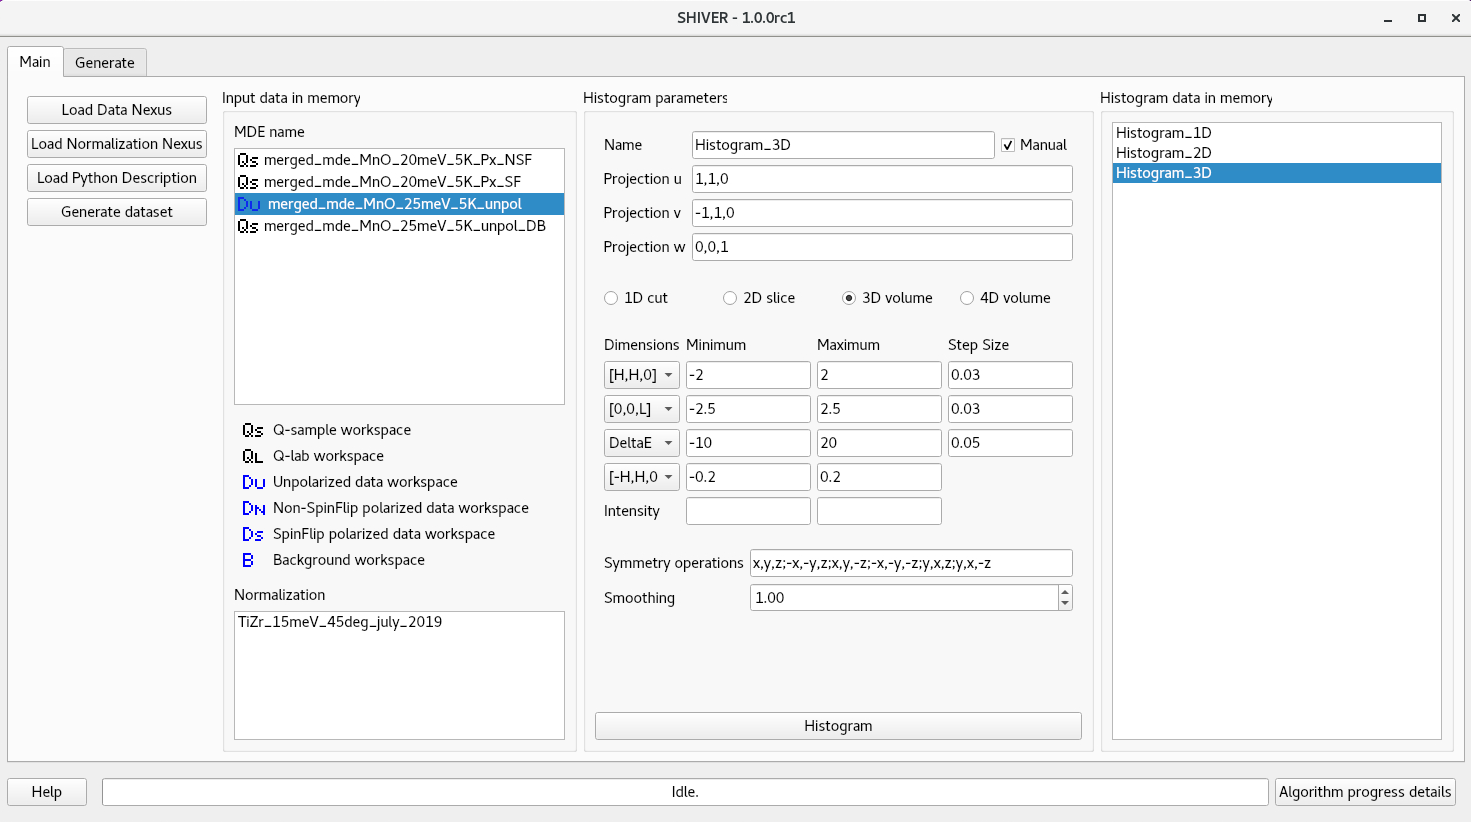 SHIVER - 1.0.0rc1
Main
Generate
Load Data Nexus
Load Normalization Nexus
Load Python Description
Generate dataset
Input data in memory
MDE name
Qs merged_mde_MnO_20meV_5K_Px_NSF
Qs merged_mde_MnO_20meV_5K_Px_SF
Du merged_mde_MnO_25meV_5K_unpol
Qs merged_mde_MnO_25meV_5K_unpol_DB
Qs Q-sample workspace
QL Q-lab workspace
Du Unpolarized data workspace
DN Non-SpinFlip polarized data workspace
Ds SpinFlip polarized data workspace
B Background workspace
Normalization
TiZr_15meV_45deg_july_2019
Histogram parameters
Name Histogram_3D Manual
Projection u 1,1,0
Projection v -1,1,0
Projection w 0,0,1
1D cut 2D slice 3D volume 4D volume
Dimensions Minimum Maximum Step Size
[H,H,0] -2 2 0.03
[0,0,L] -2.5 2.5 0.03
DeltaE -10 20 0.05
[-H,H,0 -0.2 0.2
Intensity
Symmetry operations x,y,z;-x,-y,z;x,y,-z;-x,-y,-z;y,x,z;y,x,-z
Smoothing 1.00
Histogram
Histogram data in memory
Histogram_1D
Histogram_2D
Histogram_3D
Help
Idle.
Algorithm progress details